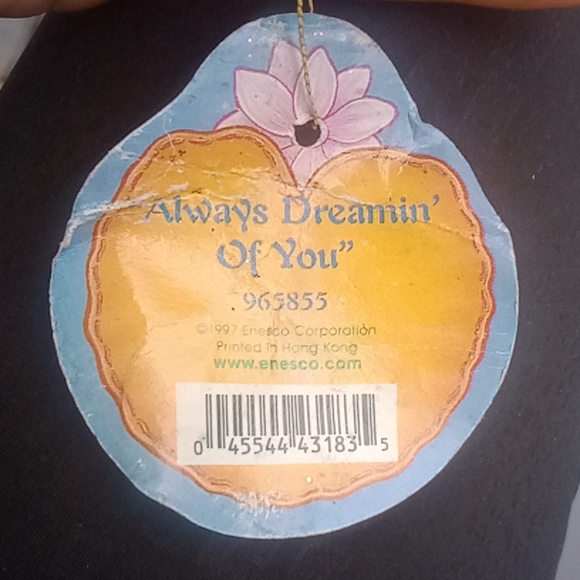 "Always Dreamin'
Of You"
965855
©1997 Enesco Corporation
Printed in Hong Kong
www.enesco.com
0 45544 43183 5